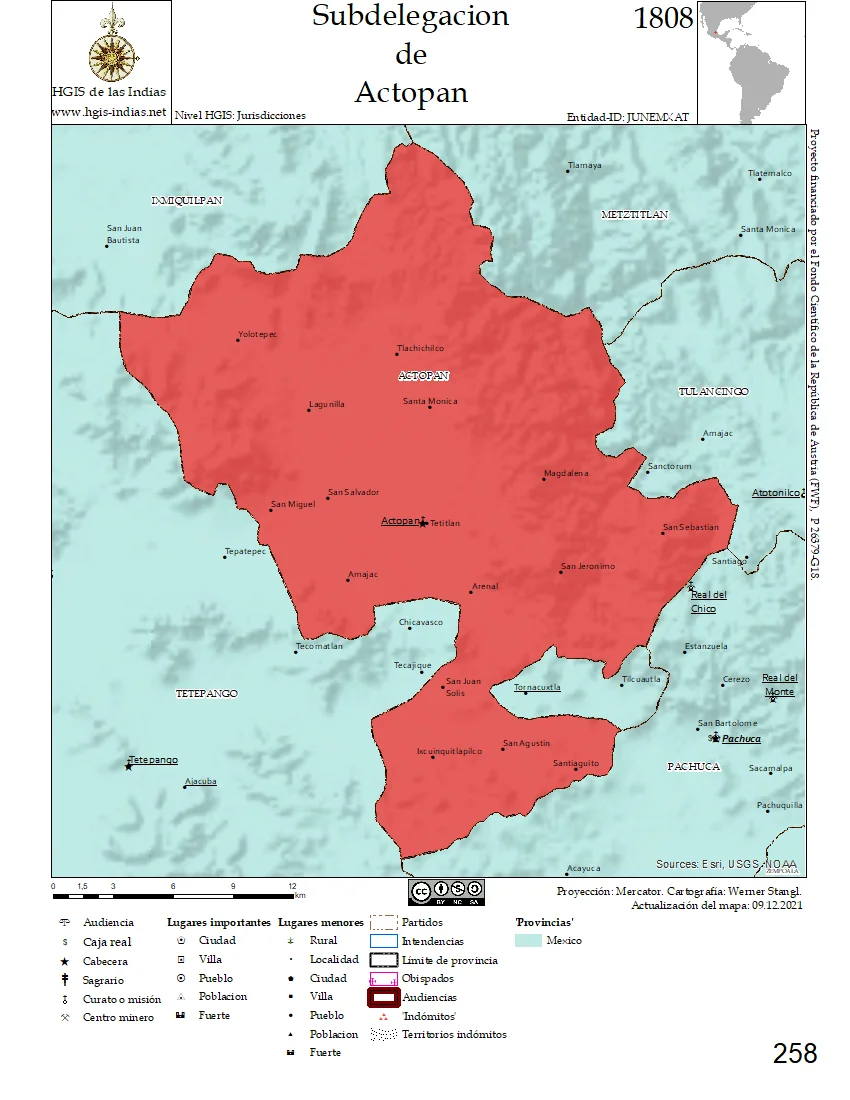 Subdelegacion
de
Actopan
1808
HGIS de las Indias
www.hgis-indias.net
Nivel HGIS: Jurisdicciones
Entidad-ID: JUNEMXAT
Proyecto financiado por el Fondo Científico de la República de Austria (FWF), P 26379-G18.
Tlamaya
Tlatemalco
IXMIQUILPAN
METZTITLAN
San Juan
Bautista
Santa Monica
Yolotepec
Tlachichilco
ACTOPAN
TULANCINGO
Lagunilla
Santa Monica
Amajac
Sanctorum
Magdalena
San Salvador
Atotonilco
San Miguel
Actopan
Tetitlan
San Sebastian
Tepatepec
Santiago
San Jeronimo
Amajac
Arenal
Real del
Chico
Chicavasco
Tecomatlan
Estanzuela
Tecajique
San Juan
Solis
Tornacuxtla
Tilcuautla
Cerezo
Real del
Monte
TETEPANGO
San Bartolome
Pachuca
Ixcuinquitlapilco
San Agustin
Santiaguito
Tetepango
PACHUCA
Sacamalpa
Ajacuba
Pachuquilla
Acayuca
Sources: Esri, USGS, NOAA
ZEMPOALA
0 1,5 3 6 9 12
km
CC BY NC SA
Proyección: Mercator. Cartografía: Werner Stangl.
Actualización del mapa: 09.12.2021
Audiencia
Caja real
Cabecera
Sagrario
Curato o misión
Centro minero
Lugares importantes
Ciudad
Villa
Pueblo
Poblacion
Fuerte
Lugares menores
Rural
Localidad
Ciudad
Villa
Pueblo
Poblacion
Fuerte
Partidos
Intendencias
Límite de provincia
Obispados
Audiencias
'Indómitos'
Territorios indómitos
'Provincias'
Mexico
258